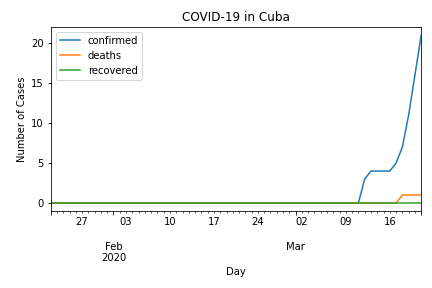 COVID-19 in Cuba
confirmed
deaths
recovered
Number of Cases
20
15
10
5
0
27 03 10 17 24 02 09 16
Feb Mar
2020
Day